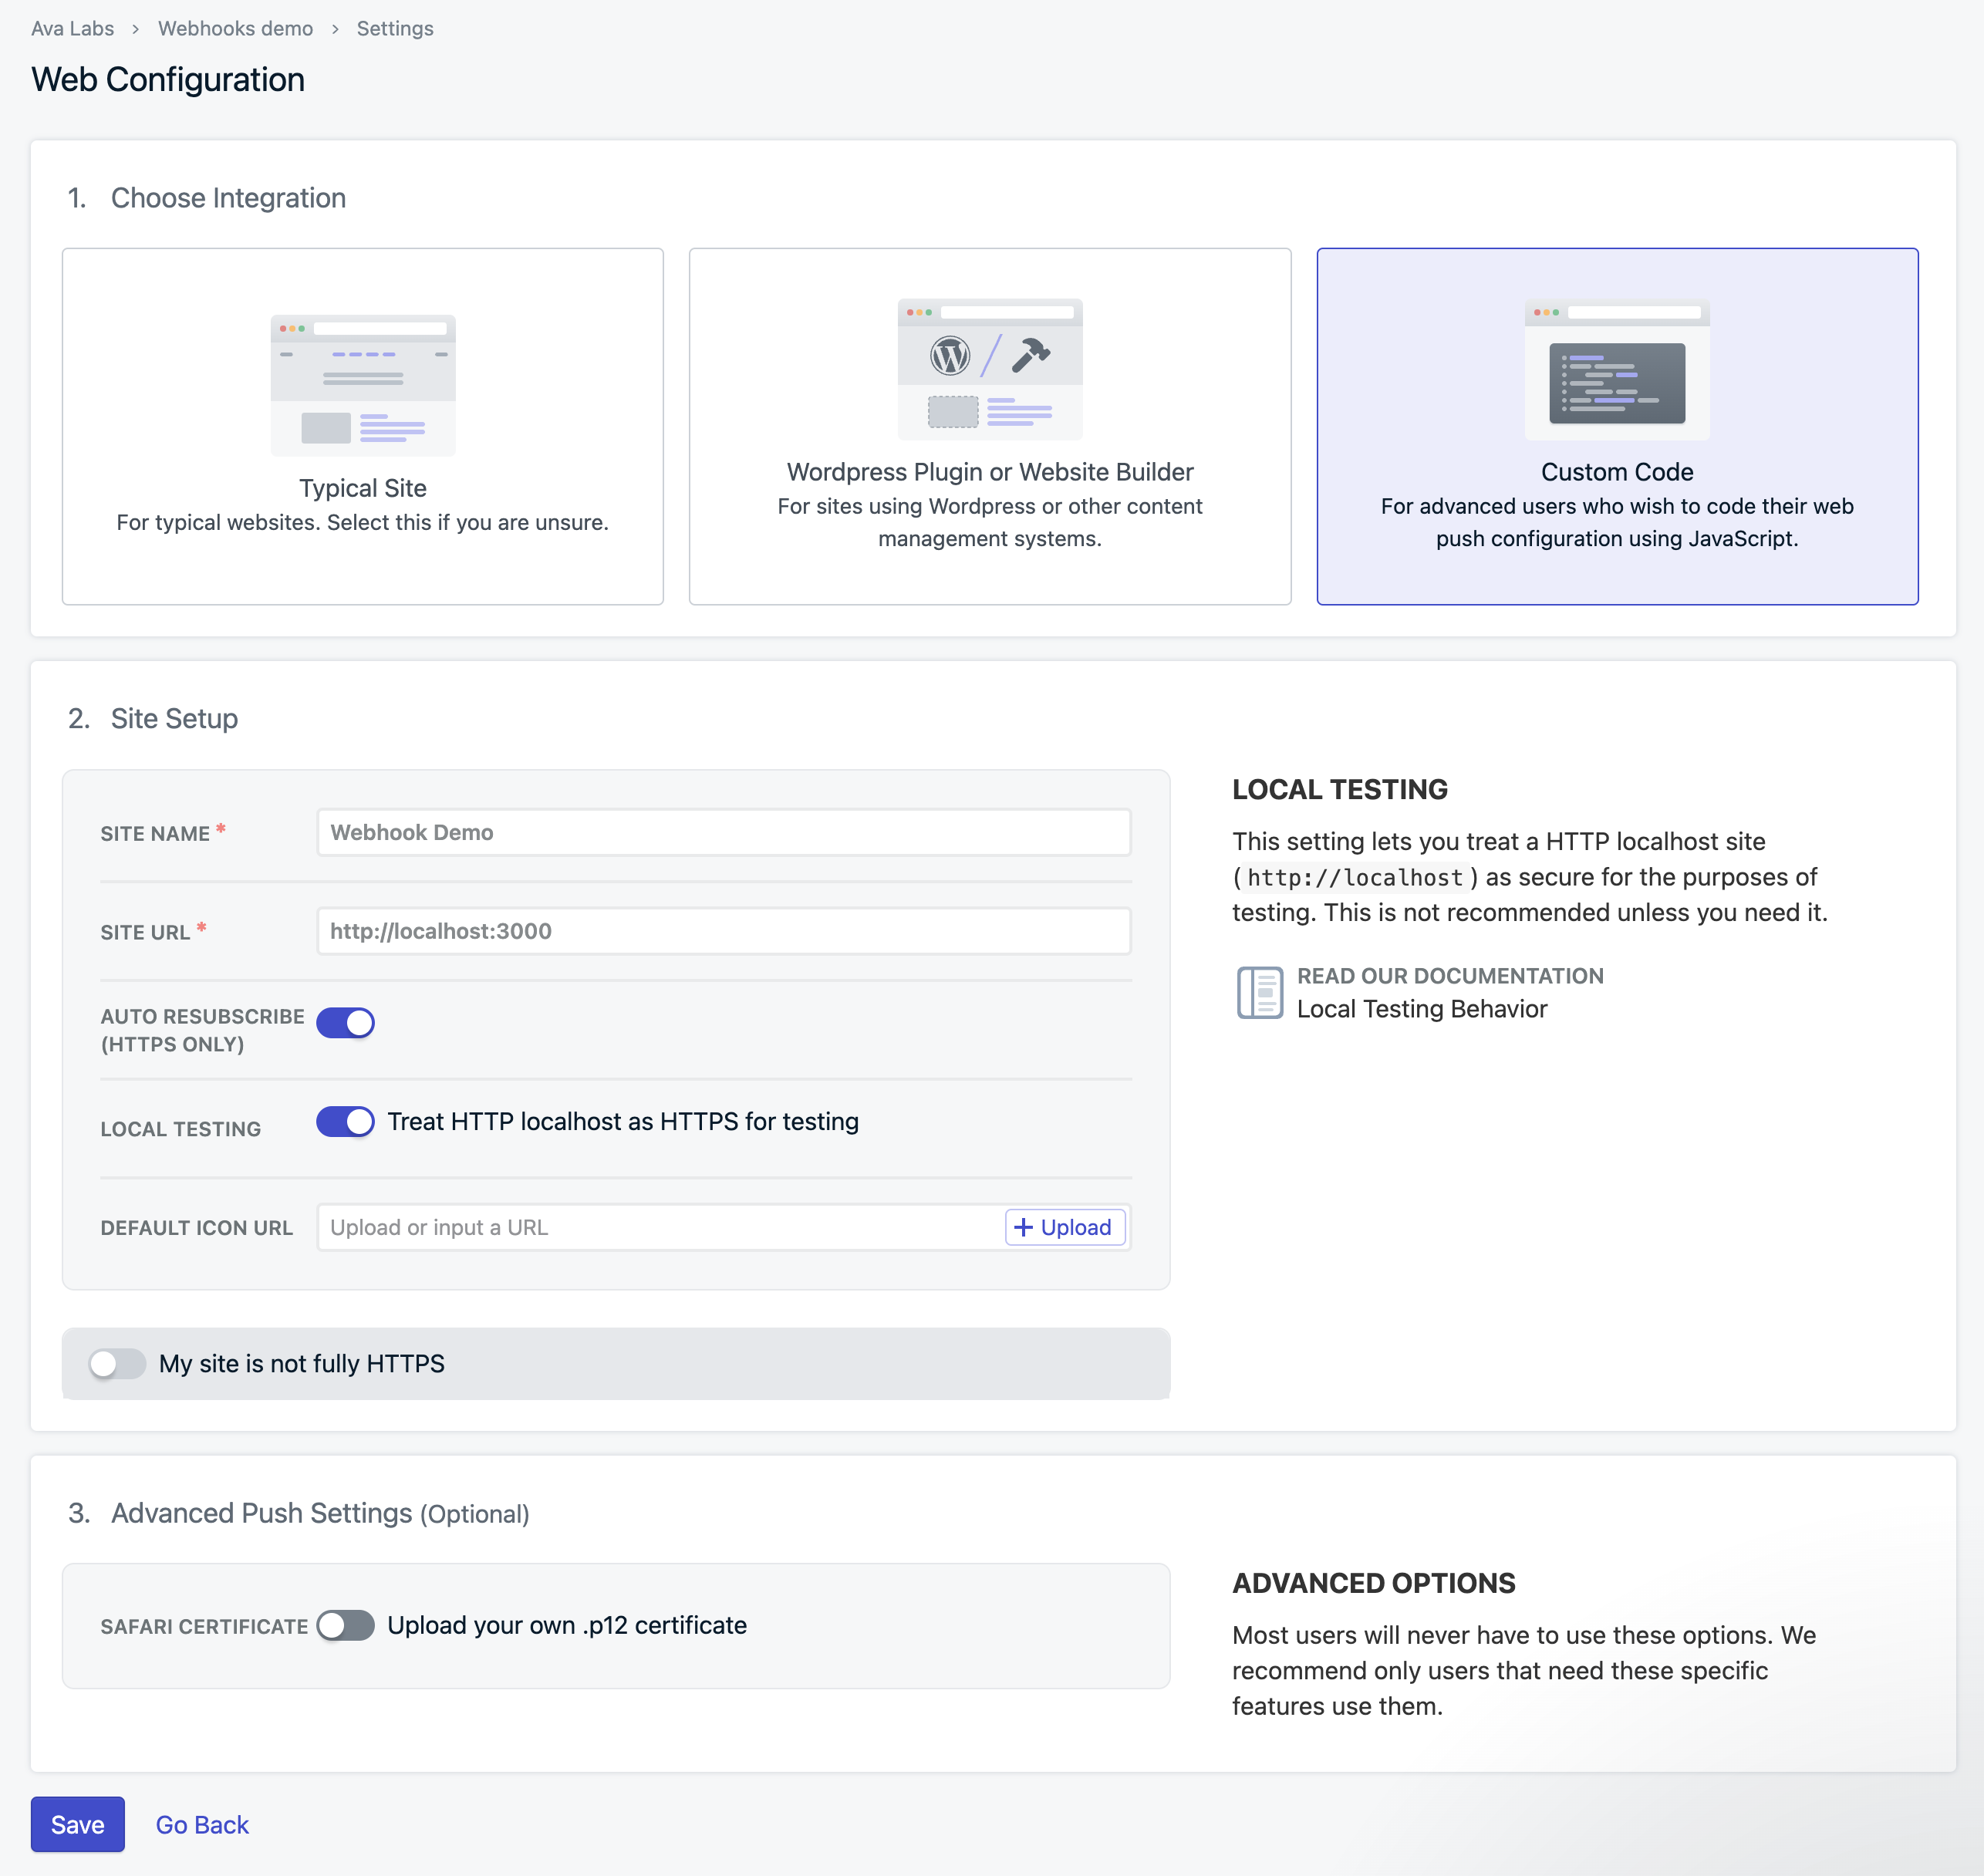 Ava Labs > Webhooks demo > Settings
Web Configuration
1. Choose Integration
Typical Site
For typical websites. Select this if you are unsure.
Wordpress Plugin or Website Builder
For sites using Wordpress or other content
management systems.
Custom Code
For advanced users who wish to code their web
push configuration using JavaScript.
2. Site Setup
SITE NAME *
Webhook Demo
SITE URL *
http://localhost:3000
AUTO RESUBSCRIBE
(HTTPS ONLY)
LOCAL TESTING
Treat HTTP localhost as HTTPS for testing
DEFAULT ICON URL
Upload or input a URL
+ Upload
My site is not fully HTTPS
LOCAL TESTING
This setting lets you treat a HTTP localhost site
(http://localhost) as secure for the purposes of
testing. This is not recommended unless you need it.
READ OUR DOCUMENTATION
Local Testing Behavior
3. Advanced Push Settings (Optional)
SAFARI CERTIFICATE
Upload your own .p12 certificate
ADVANCED OPTIONS
Most users will never have to use these options. We
recommend only users that need these specific
features use them.
Save
Go Back